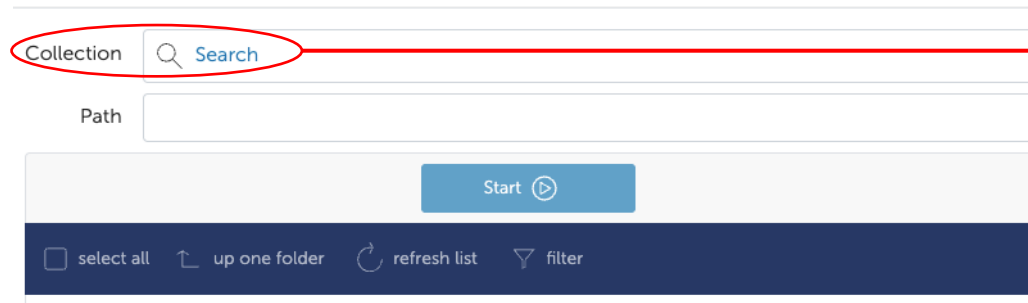 Collection Search
Path
Start
select all up one folder refresh list filter